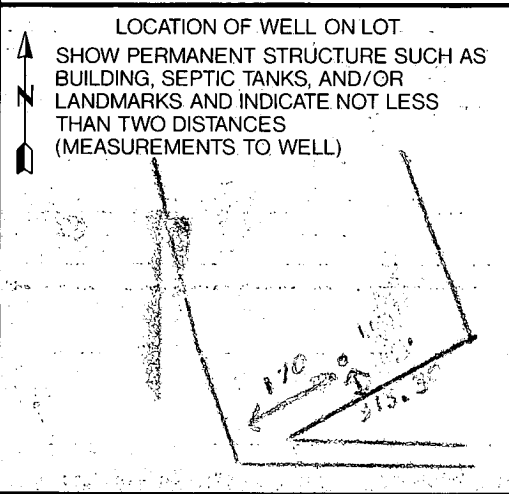 LOCATION OF WELL ON LOT
SHOW PERMANENT STRUCTURE SUCH AS
BUILDING, SEPTIC TANKS, AND/OR
N LANDMARKS AND INDICATE NOT LESS
THAN TWO DISTANCES
(MEASUREMENTS TO WELL)
170